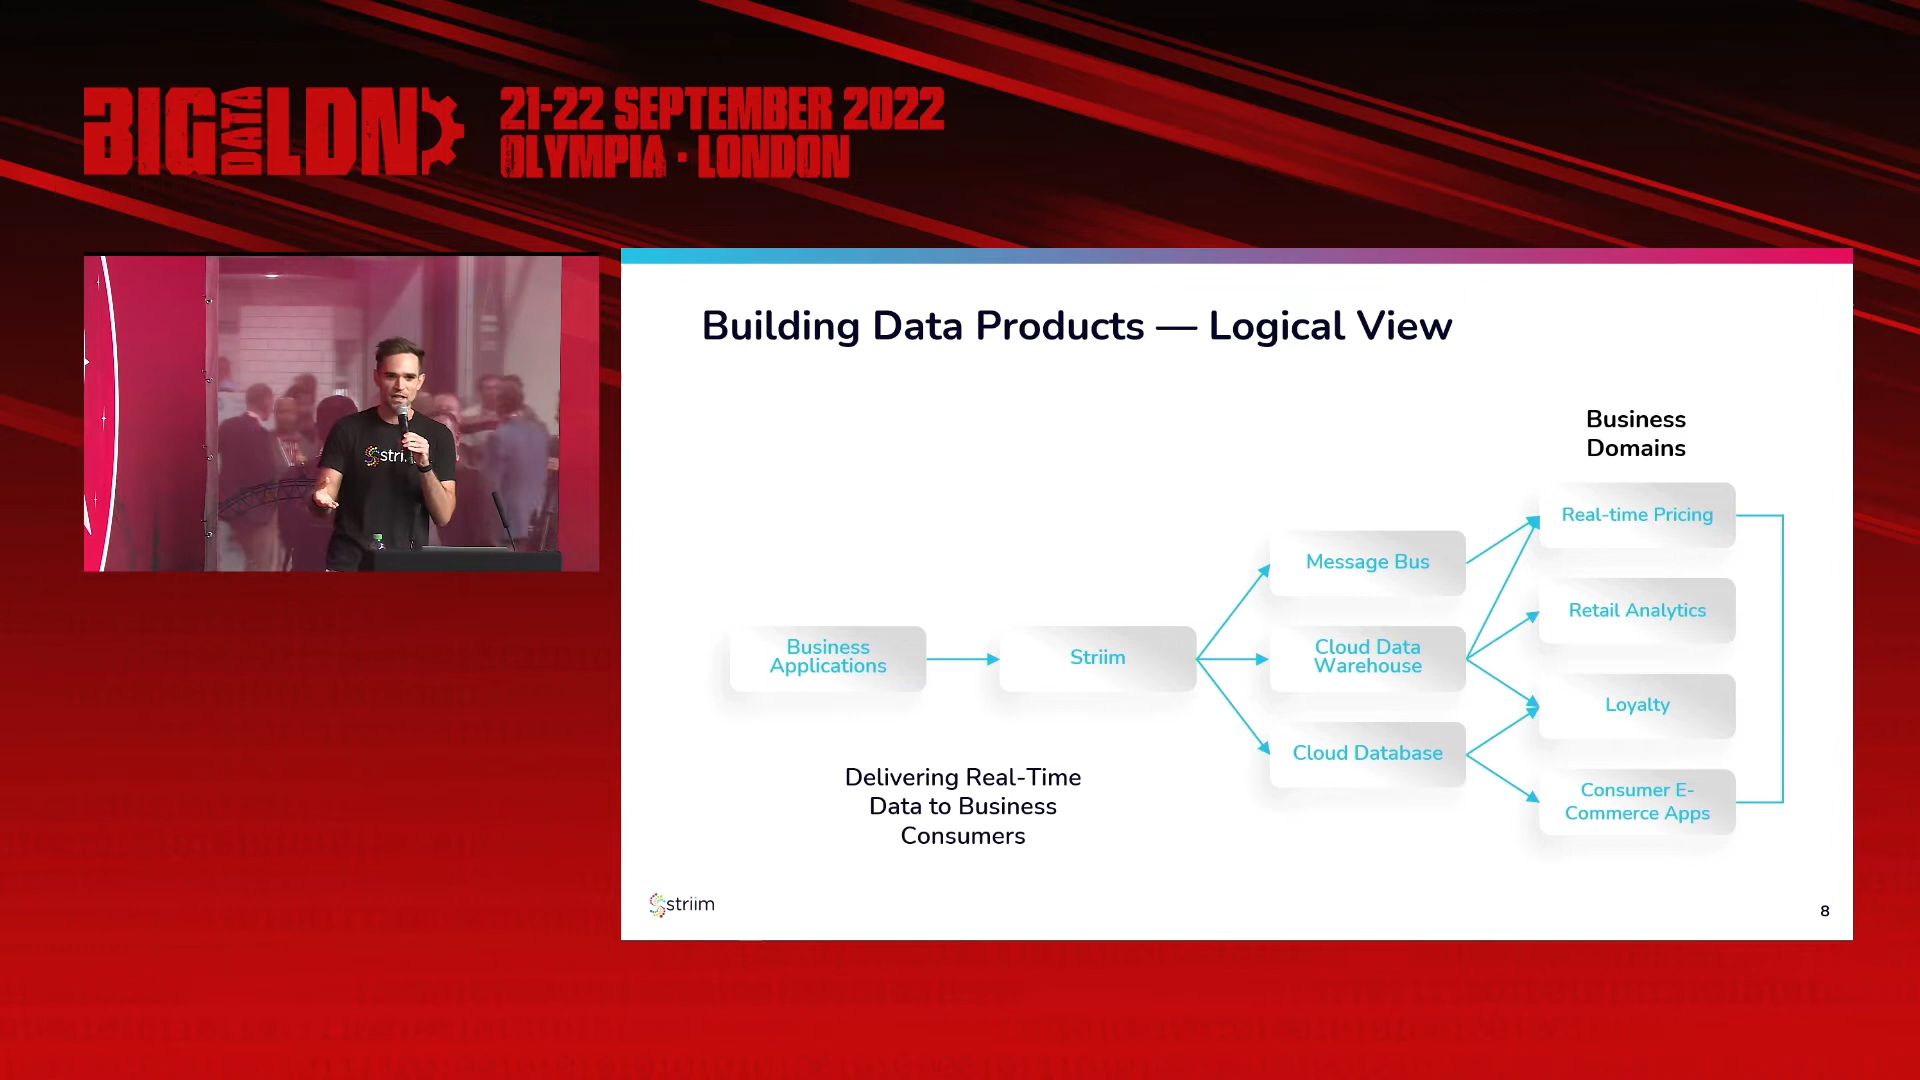 BIG DATA LDN
21-22 SEPTEMBER 2022
OLYMPIA · LONDON
strii
Building Data Products — Logical View
Business
Domains
Real-time Pricing
Message Bus
Retail Analytics
Business
Applications
Striim
Cloud Data
Warehouse
Loyalty
Cloud Database
Consumer E-
Commerce Apps
Delivering Real-Time
Data to Business
Consumers
striim
8